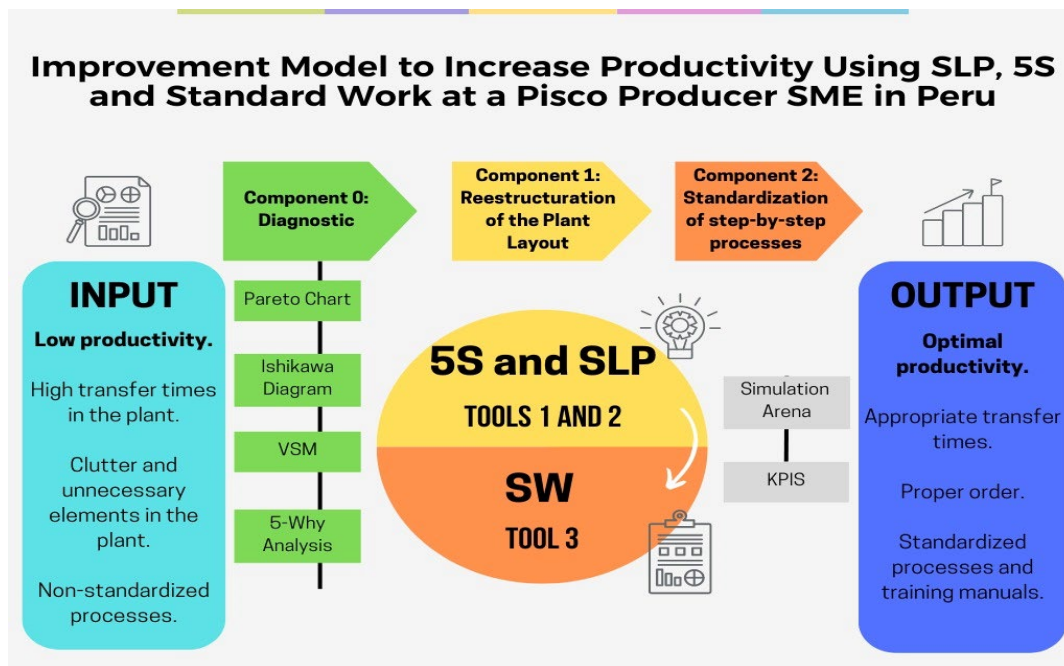 Improvement Model to Increase Productivity Using SLP, 5S
and Standard Work at a Pisco Producer SME in Peru
Component 0:
Diagnostic
Component 1:
Reestructuration
of the Plant
Layout
Component 2:
Standardization
of step-by-step
processes
INPUT
Low productivity.
High transfer times
in the plant.
Clutter and
unnecessary
elements in the
plant.
Non-standardized
processes.
Pareto Chart
Ishikawa
Diagram
VSM
5-Why
Analysis
5S and SLP
TOOLS 1 AND 2
SW
TOOL 3
Simulation
Arena
KPIS
OUTPUT
Optimal
productivity.
Appropriate transfer
times.
Proper order.
Standardized
processes and
training manuals.